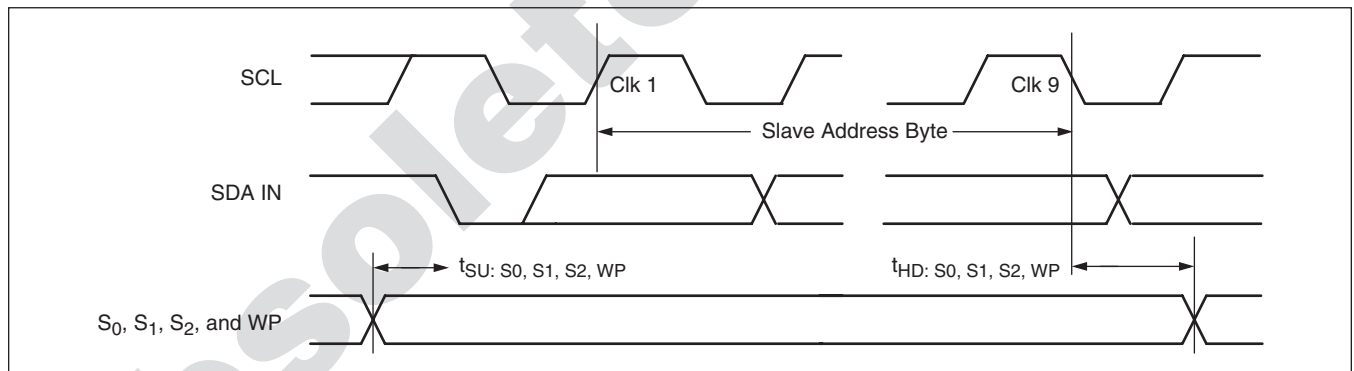 SCL
Clk 1
Clk 9
Slave Address Byte
SDA IN
tSU: S0, S1, S2, WP
tHD: S0, S1, S2, WP
S0, S1, S2, and WP